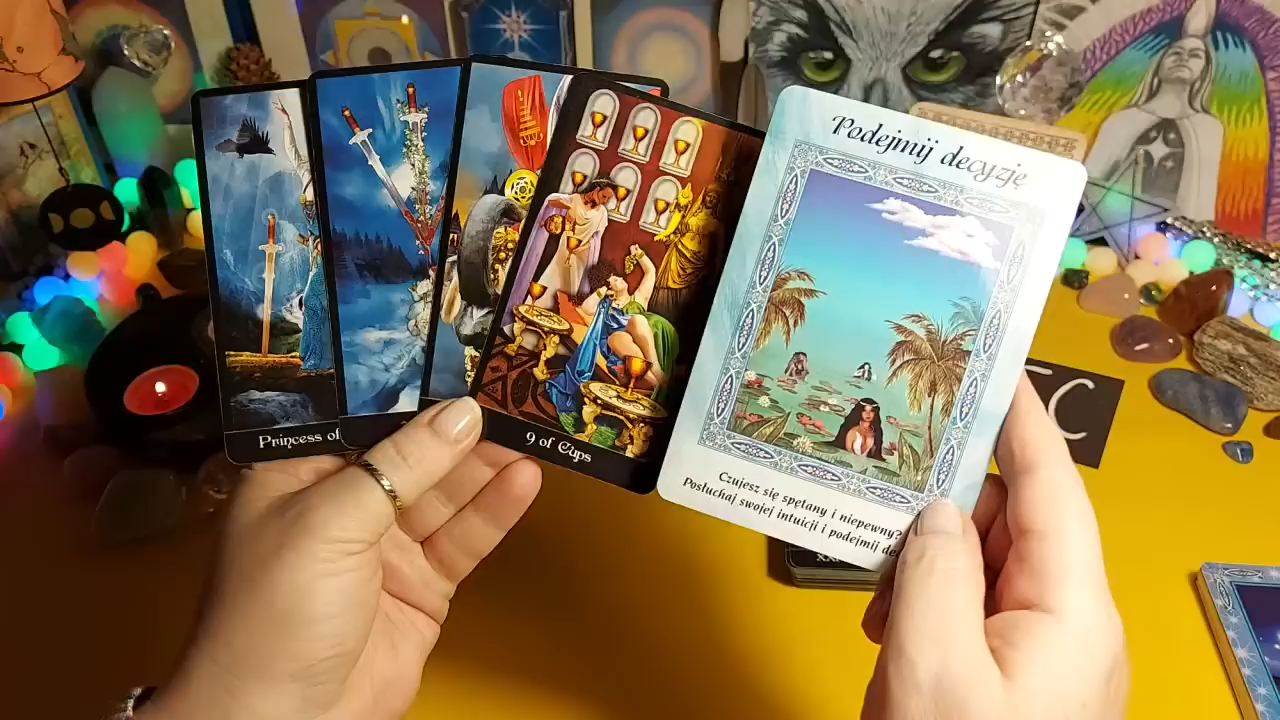 Podejmij decyzję
Princess of
9 of Cups
Czujesz się spętany i niepewny?
Posłuchaj swojej intuicji i podejmij
C